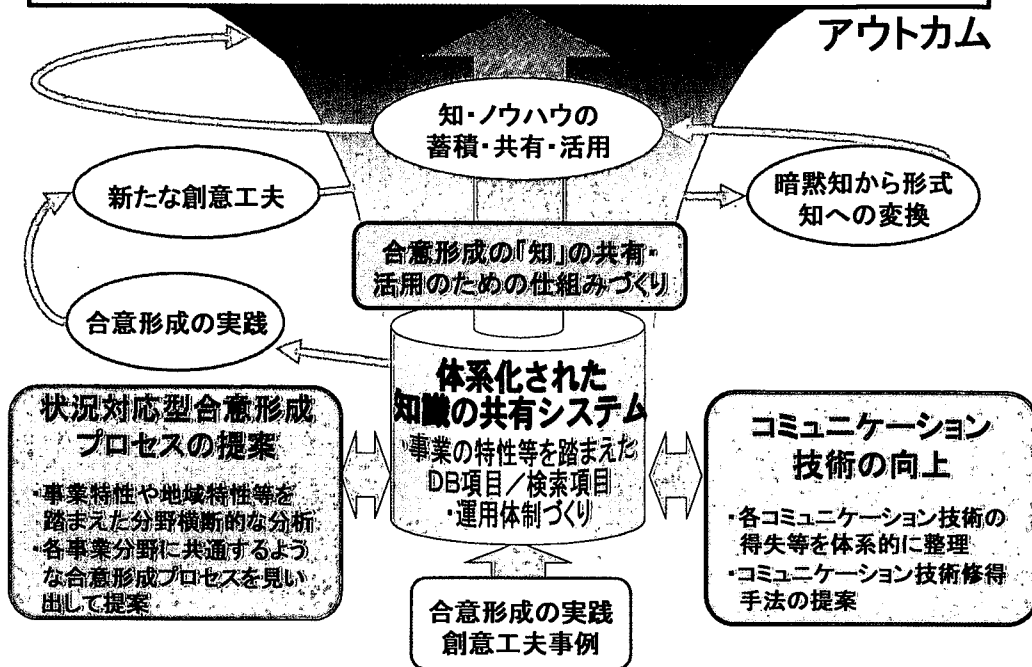 アウトカム
知・ノウハウの
蓄積・共有・活用
新たな創意工夫
暗黙知から形式
知への変換
合意形成の「知」の共有・
活用のための仕組みづくり
合意形成の実践
体系化された
知識の共有システム
・事業の特性等を踏まえた
DB項目/検索項目
・運用体制づくり
状況対応型合意形成
プロセスの提案
・事業特性や地域特性等を
踏まえた分野横断的な分析
・各事業分野に共通するよう
な合意形成プロセスを見い
出して提案
コミュニケーション
技術の向上
・各コミュニケーション技術の
得失等を体系的に整理
・コミュニケーション技術修得
手法の提案
合意形成の実践
創意工夫事例